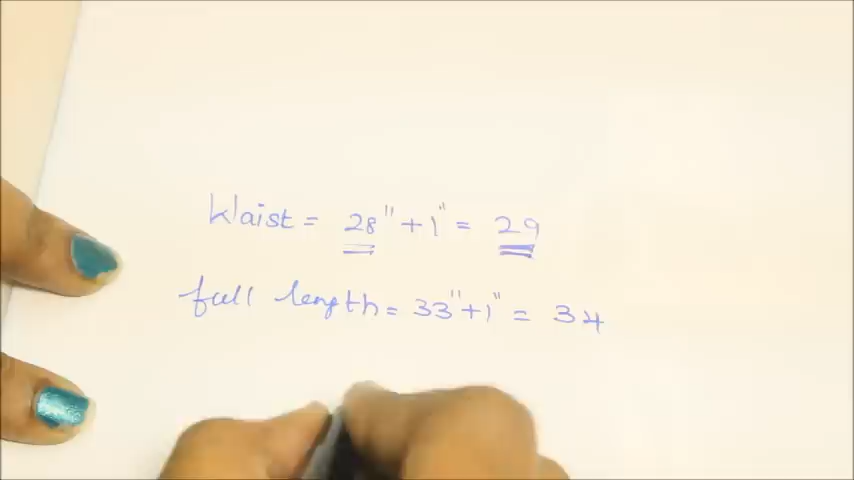 Waist = 28" + 1" = 29
full length = 33" + 1" = 34